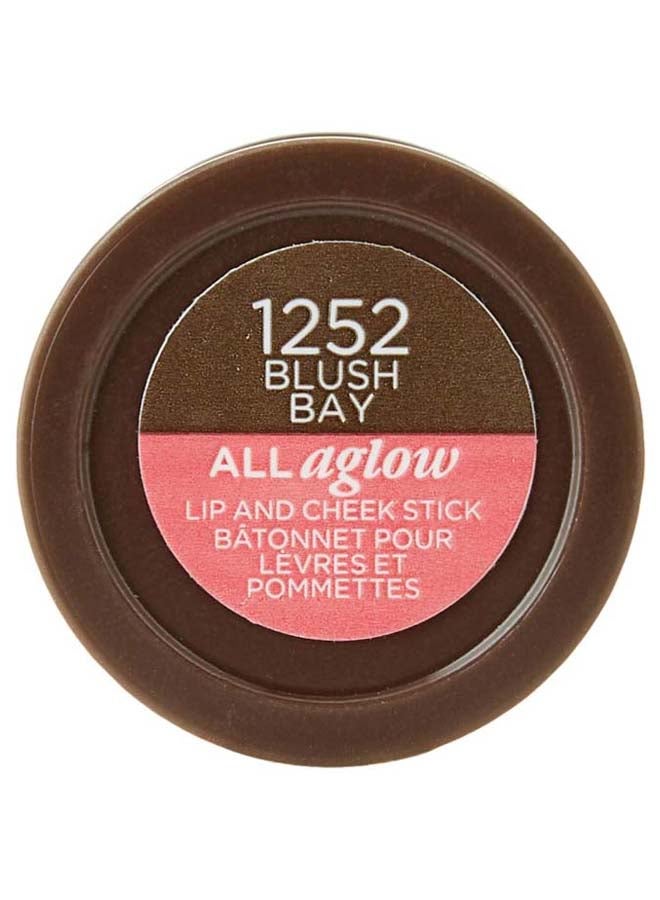 1252
BLUSH
BAY
ALL aglow
LIP AND CHEEK STICK
BÂTONNET POUR
LÈVRES ET
POMMETTES